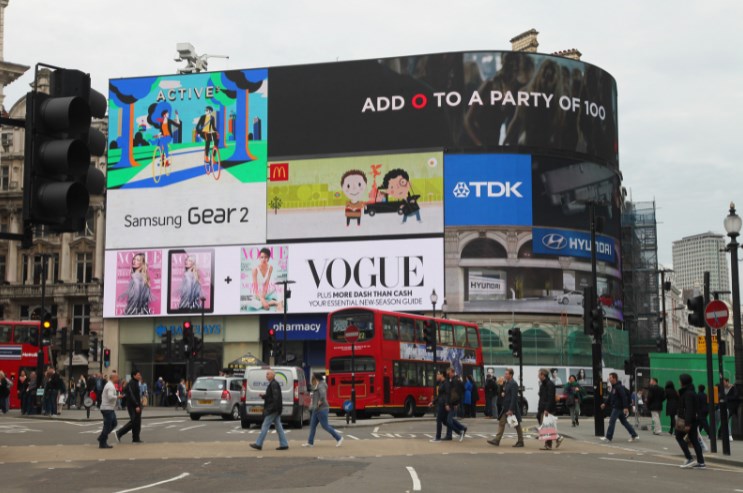 ACTIVE
ADD O TO A PARTY OF 100
Samsung Gear 2
TDK
HYUNDAI
HYUNDAI
VOGUE
VOGUE
VOGUE
+
VOGUE
PLUS MORE DASH THAN CASH
YOUR ESSENTIAL NEW-SEASON GUIDE
pharmacy